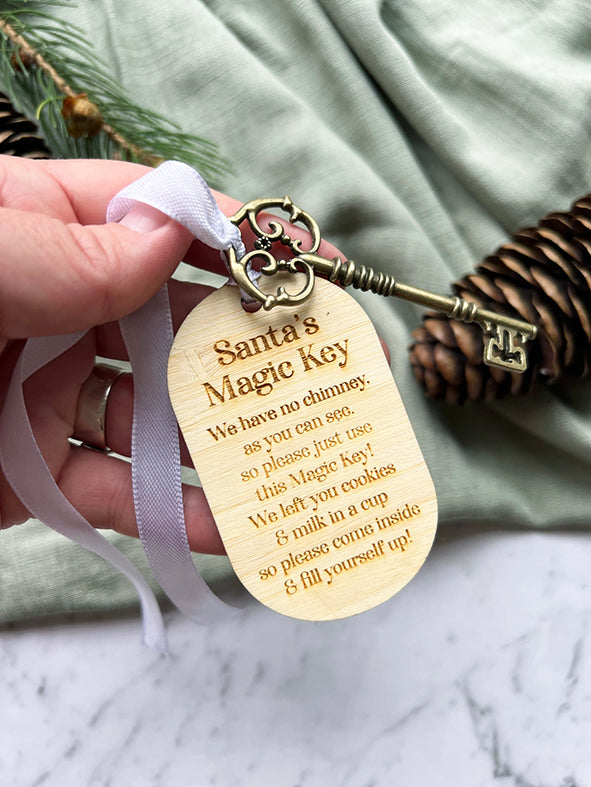 Santa's
Magic Key
We have no chimney.
as you can see.
so please just use
this Magic Key!
We left you cookies
& milk in a cup
so please come inside
& fill yourself up!